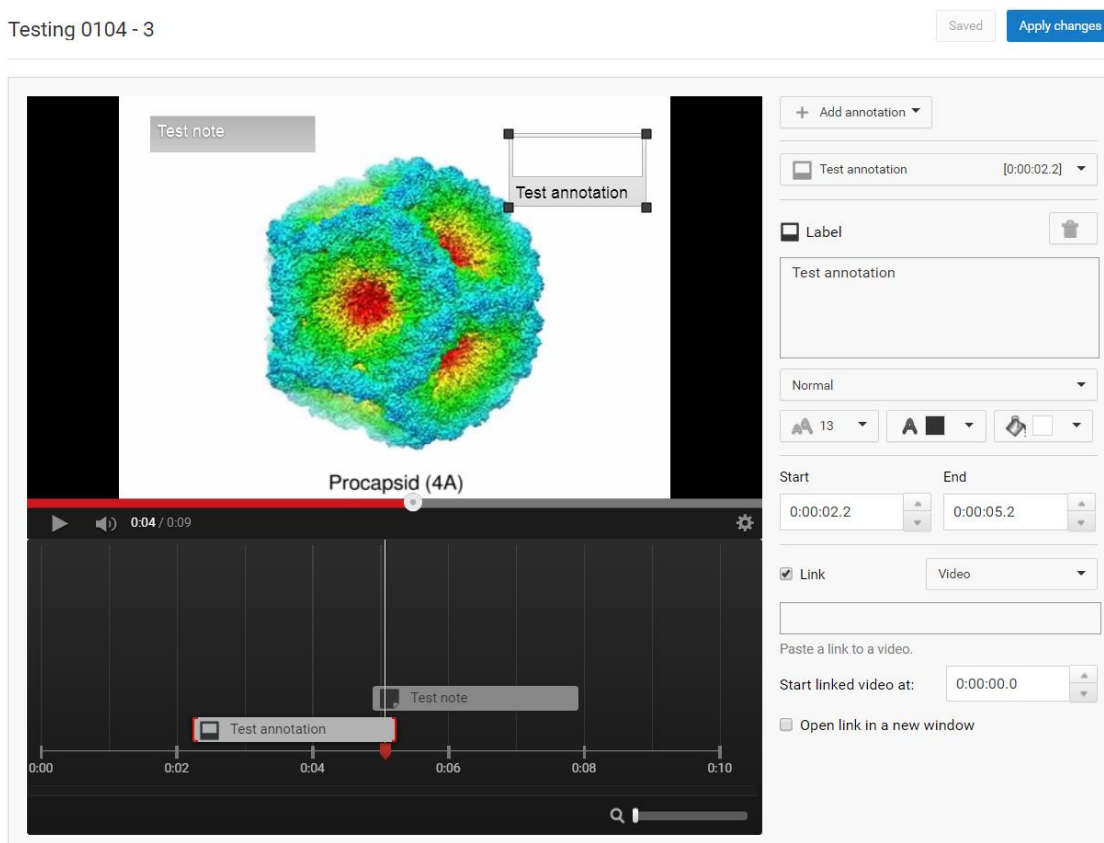 Testing 0104 - 3
Saved
Apply changes
Test note
Test annotation
Procapsid (4A)
0:04 / 0:09
Test note
Test annotation
0:00 0:02 0:04 0:06 0:08 0:10
+ Add annotation
Test annotation [0:00:02.2]
Label
Test annotation
Normal
13
Start End
0:00:02.2 0:00:05.2
Link Video
Paste a link to a video.
Start linked video at: 0:00:00.0
Open link in a new window